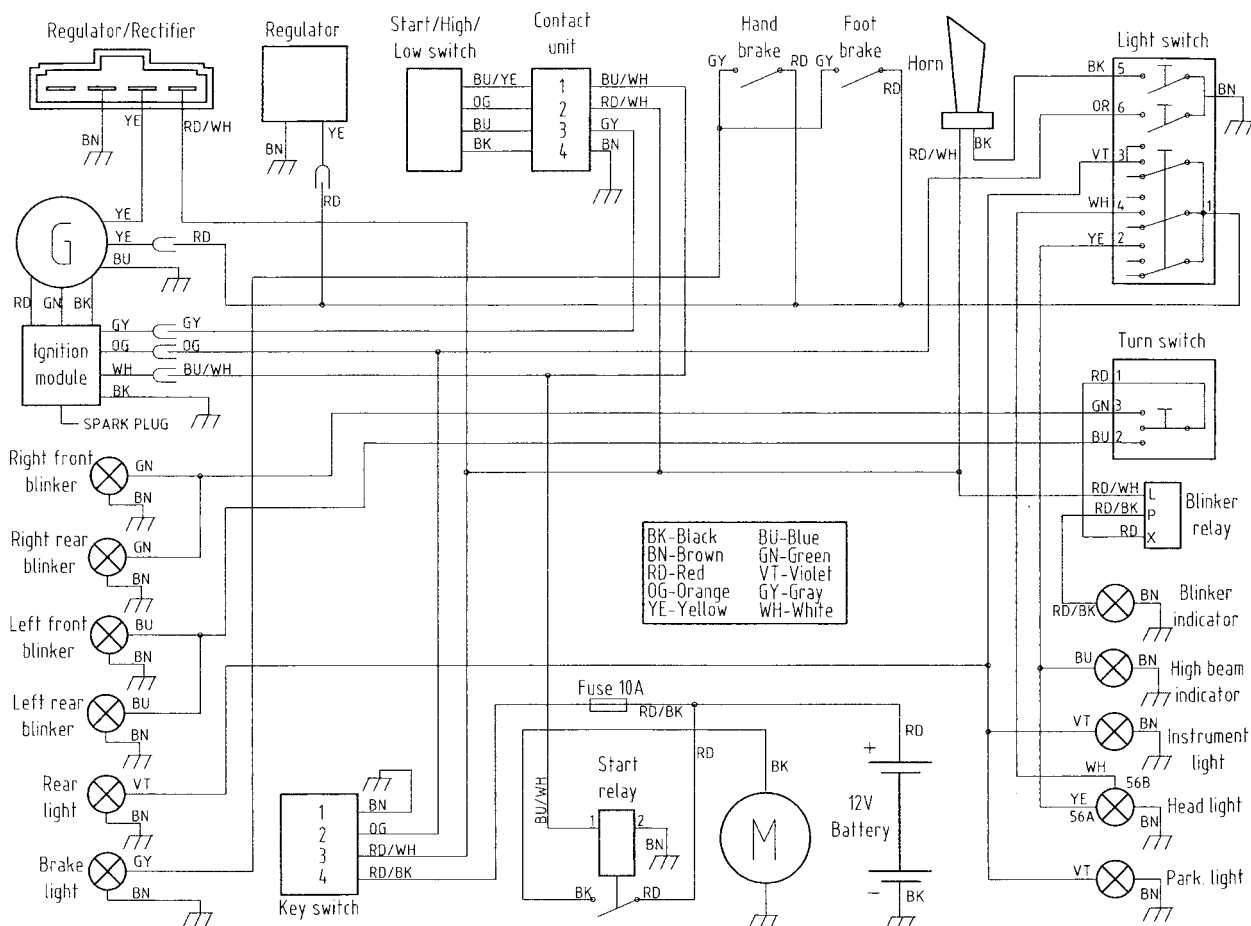 Regulator/Rectifier
BN
YE
RD/WH
Regulator
BN
YE
RD
Start/High/
Low switch
BU/YE
OG
BU
BK
Contact
unit
1
2
3
4
BU/WH
RD/WH
GY
BN
Hand
brake
GY
RD
Foot
brake
GY
RD
Horn
RD/WH
BK
Light switch
BK 5
OR 6
VT 3
WH 4
YE 2
1
BN
G
YE
YE
RD
BU
RD
GN
BK
Ignition
module
GY
GY
OG
OG
WH
BU/WH
BK
SPARK PLUG
Turn switch
RD 1
GN 3
BU 2
Right front
blinker
GN
BN
Right rear
blinker
GN
BN
Left front
blinker
BU
BN
Left rear
blinker
BU
BN
Rear
light
VT
BN
Brake
light
GY
BN
BK-Black BU-Blue
BN-Brown GN-Green
RD-Red VT-Violet
OG-Orange GY-Gray
YE-Yellow WH-White
RD/WH L
RD/BK P
RD X
Blinker
relay
RD/BK
BN
Blinker
indicator
BU
BN
High beam
indicator
VT
BN
Instrument
light
WH
56B
YE
56A
BN
Head light
VT
BN
Park. light
Fuse 10A
RD/BK
RD
BK
RD
Start
relay
BU/WH
1
2
BN
BK
RD
M
+
12V
Battery
-
BK
1
2
3
4
BN
OG
RD/WH
RD/BK
Key switch